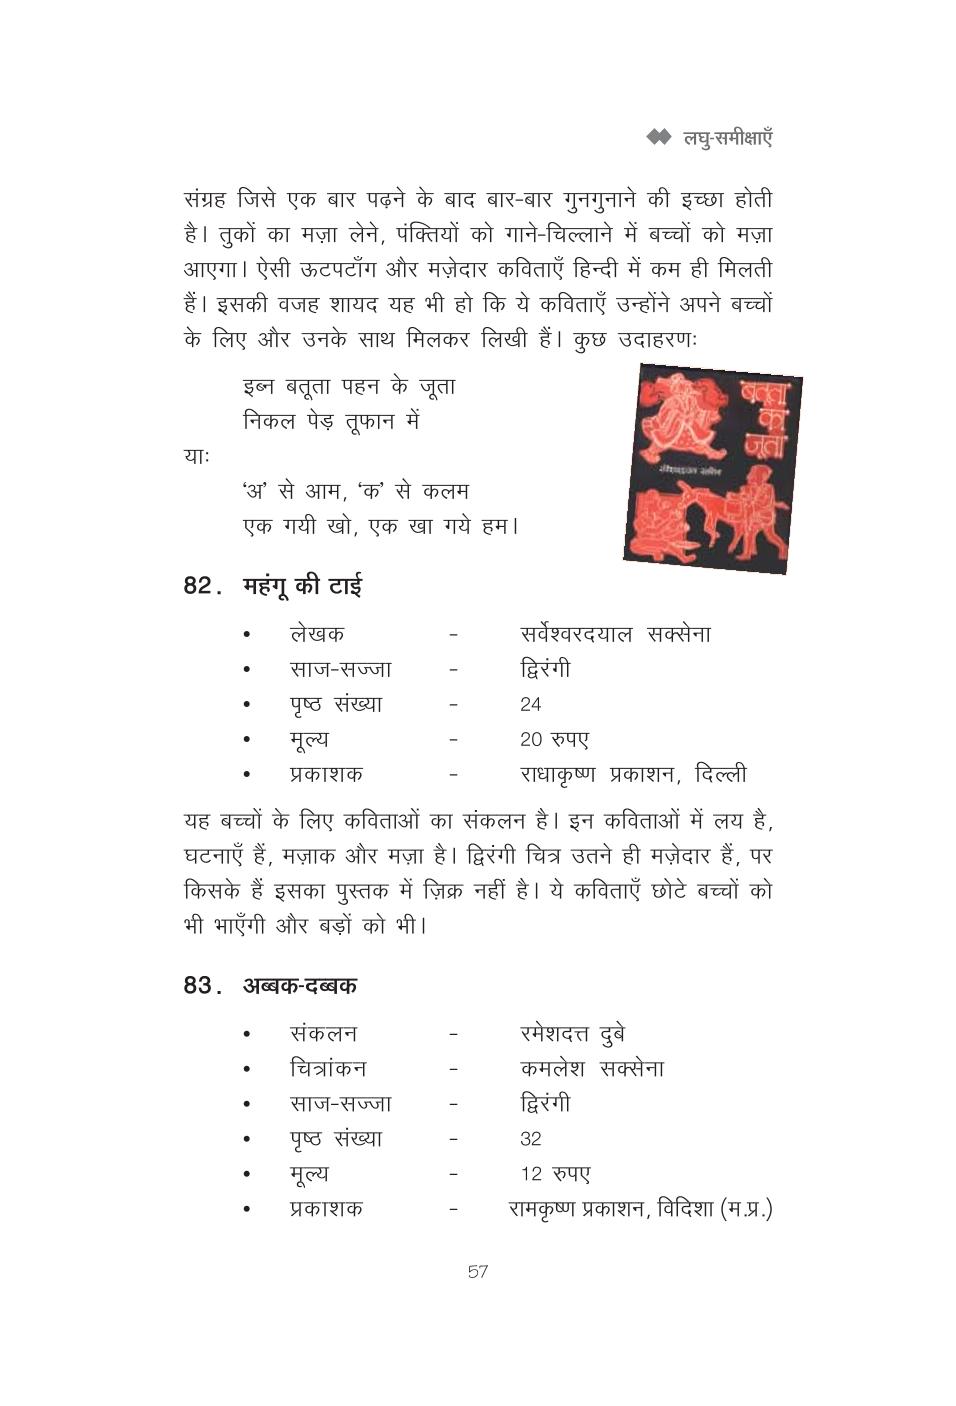 लघु-समीक्षाएँ
संग्रह जिसे एक बार पढ़ने के बाद बार-बार गुनगुनाने की इच्छा होती
है। तुकों का मज़ा लेने, पंक्तियों को गाने-चिल्लाने में बच्चों को मज़ा
आएगा। ऐसी ऊटपटाँग और मज़ेदार कविताएँ हिन्दी में कम ही मिलती
हैं। इसकी वजह शायद यह भी हो कि ये कविताएँ उन्होंने अपने बच्चों
के लिए और उनके साथ मिलकर लिखी हैं। कुछ उदाहरणः
इब्न बतूता पहन के जूता
निकल पेड़ तूफान में
याः
‘अ’ से आम, ‘क’ से कलम
एक गयी खो, एक खा गये हम।
बतूता
का
जूता
82. महंगू की टाई
• लेखक - सर्वेश्वरदयाल सक्सेना
• साज-सज्जा - द्विरंगी
• पृष्ठ संख्या - 24
• मूल्य - 20 रुपए
• प्रकाशक - राधाकृष्ण प्रकाशन, दिल्ली
यह बच्चों के लिए कविताओं का संकलन है। इन कविताओं में लय है,
घटनाएँ हैं, मज़ाक और मज़ा है। द्विरंगी चित्र उतने ही मज़ेदार हैं, पर
किसके हैं इसका पुस्तक में ज़िक्र नहीं है। ये कविताएँ छोटे बच्चों को
भी भाएँगी और बड़ों को भी।
83. अब्बक-दब्बक
• संकलन - रमेशदत्त दुबे
• चित्रांकन - कमलेश सक्सेना
• साज-सज्जा - द्विरंगी
• पृष्ठ संख्या - 32
• मूल्य - 12 रुपए
• प्रकाशक - रामकृष्ण प्रकाशन, विदिशा (म.प्र.)
57